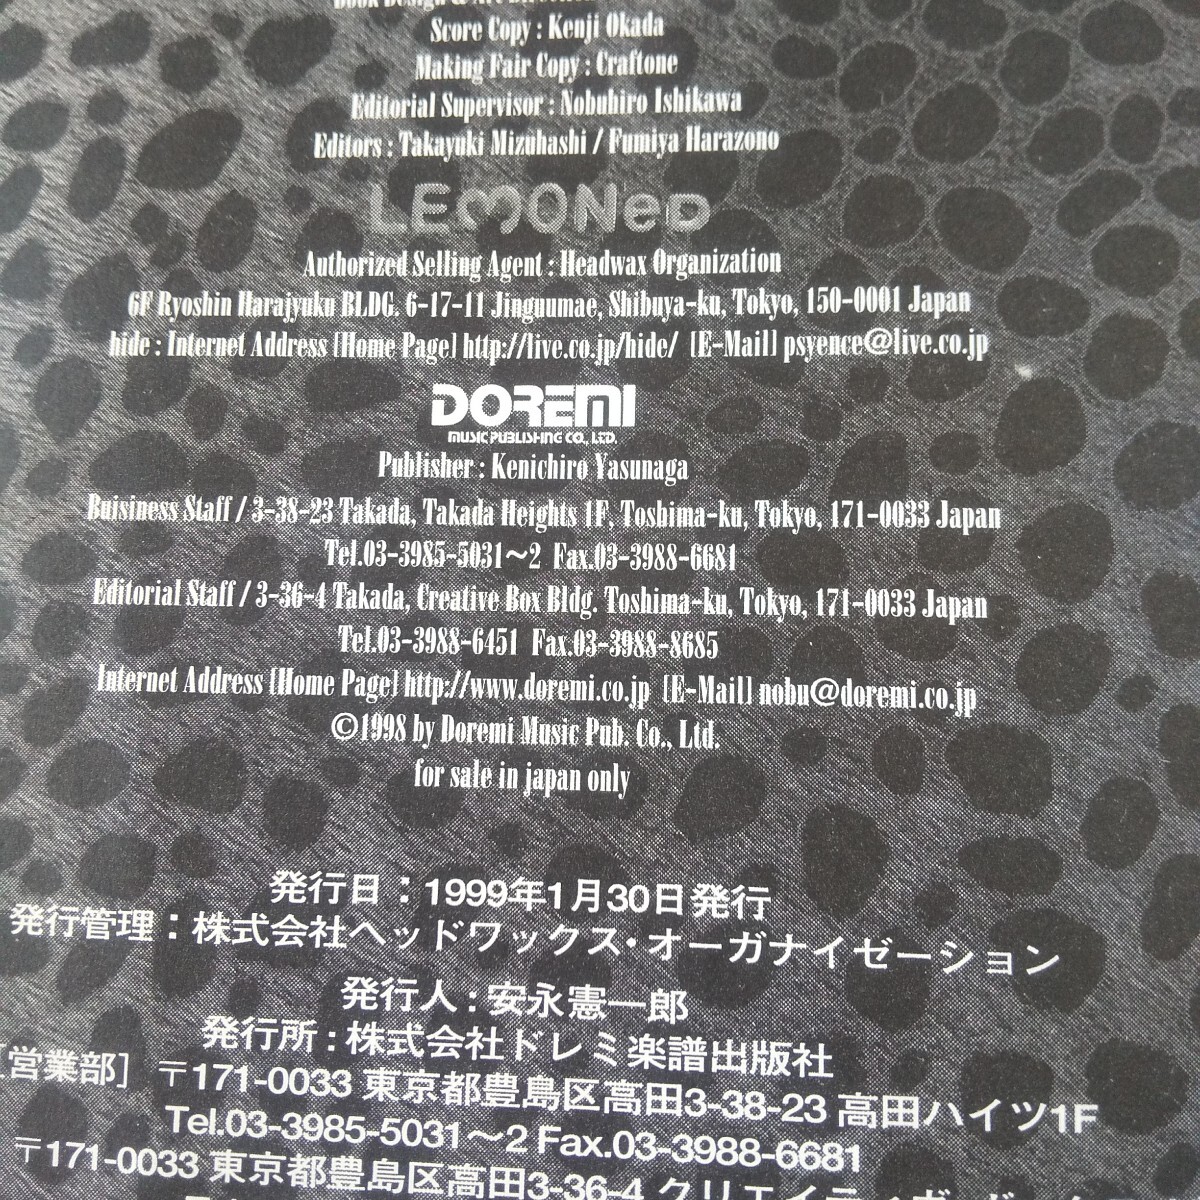 Book Design & Art Direction
Score Copy : Kenji Okada
Making Fair Copy : Craftone
Editorial Supervisor : Nobuhiro Ishikawa
Editors : Takayuki Mizuhashi / Fumiya Harazono
LEMONeD
Authorized Selling Agent : Headwax Organization
6F Ryoshin Harajyuku BLDG. 6-17-11 Jinguumae, Shibuya-ku, Tokyo, 150-0001 Japan
hide : Internet Address [Home Page] http://live.co.jp/hide/ [E-Mail] psyence@live.co.jp
DOREMI
MUSIC PUBLISHING CO., LTD.
Publisher : Kenichiro Yasunaga
Buisiness Staff / 3-38-23 Takada, Takada Heights 1F, Toshima-ku, Tokyo, 171-0033 Japan
Tel.03-3985-5031〜2 Fax.03-3988-6681
Editorial Staff / 3-36-4 Takada, Creative Box Bldg. Toshima-ku, Tokyo, 171-0033 Japan
Tel.03-3988-6451 Fax.03-3988-8685
Internet Address [Home Page] http://www.doremi.co.jp [E-Mail] nobu@doremi.co.jp
©1998 by Doremi Music Pub. Co., Ltd.
for sale in japan only
発行日：1999年1月30日発行
発行管理：株式会社ヘッドワックス・オーガナイゼーション
発行人：安永憲一郎
発行所：株式会社ドレミ楽譜出版社
[営業部] 〒171-0033 東京都豊島区高田3-38-23 高田ハイツ1F
Tel.03-3985-5031〜2 Fax.03-3988-6681
〒171-0033 東京都豊島区高田3-36-4 クリエイティ